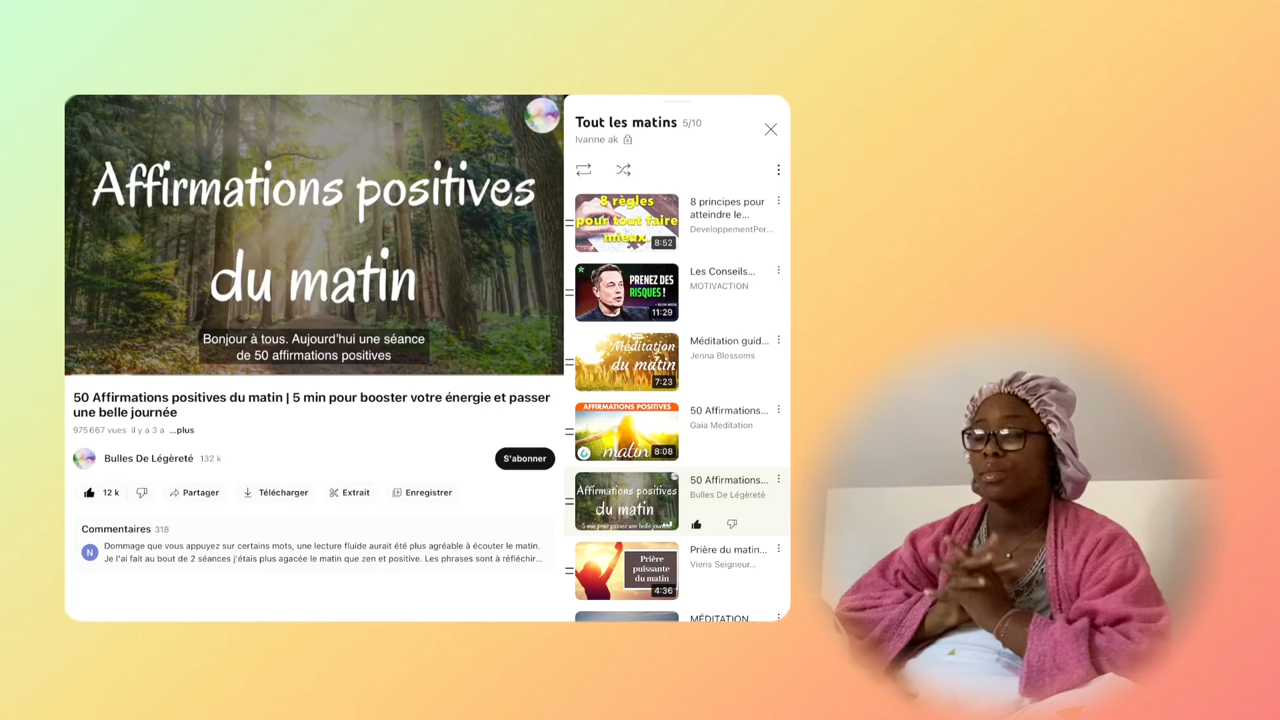 Affirmations positives
du matin
Bonjour à tous. Aujourd'hui une séance
de 50 affirmations positives
50 Affirmations positives du matin | 5 min pour booster votre énergie et passer
une belle journée
975 667 vues il y a 3 a ...plus
Bulles De Légèreté 132 k
S'abonner
12 k
Partager
Télécharger
Extrait
Enregistrer
Commentaires 318
N
Dommage que vous appuyez sur certains mots, une lecture fluide aurait été plus agréable à écouter le matin.
Je l'ai fait au bout de 2 séances j'étais plus agacée le matin que zen et positive. Les phrases sont à réfléchir...
Tout les matins 5/10
Ivanne ak
8 règles
pour tout faire
mieux
8:52
8 principes pour
atteindre le...
DeveloppementPer...
PRENEZ DES
RISQUES !
11:29
Les Conseils...
MOTIVACTION
Méditation
du matin
7:23
Méditation guid...
Jenna Blossoms
AFFIRMATIONS POSITIVES
matin
8:08
50 Affirmations...
Gaia Meditation
Affirmations positives
du matin
5 min pour passer une belle journée
50 Affirmations...
Bulles De Légèreté
Prière
puissante
du matin
4:36
Prière du matin...
Viens Seigneur...
MÉDITATION